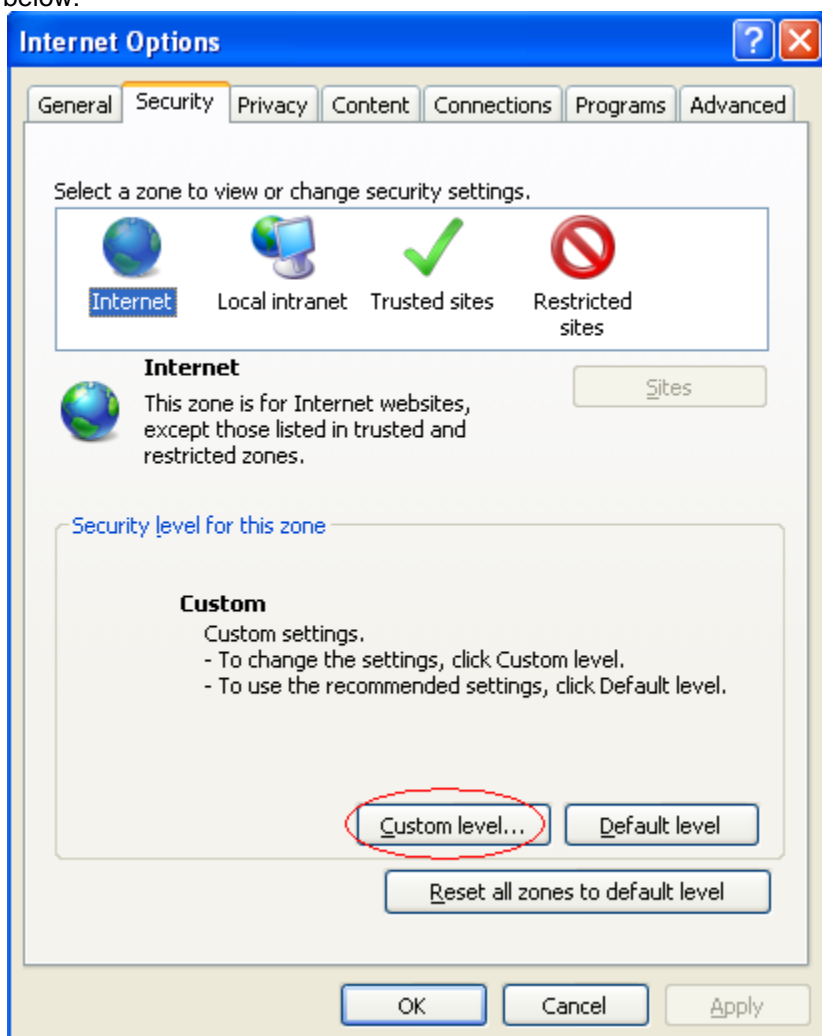 below.
Internet Options
General Security Privacy Content Connections Programs Advanced
Select a zone to view or change security settings.
Internet Local intranet Trusted sites Restricted
sites
Internet
Sites
This zone is for Internet websites,
except those listed in trusted and
restricted zones.
Security level for this zone
Custom
Custom settings.
- To change the settings, click Custom level.
- To use the recommended settings, click Default level.
Custom level... Default level
Reset all zones to default level
OK Cancel Apply